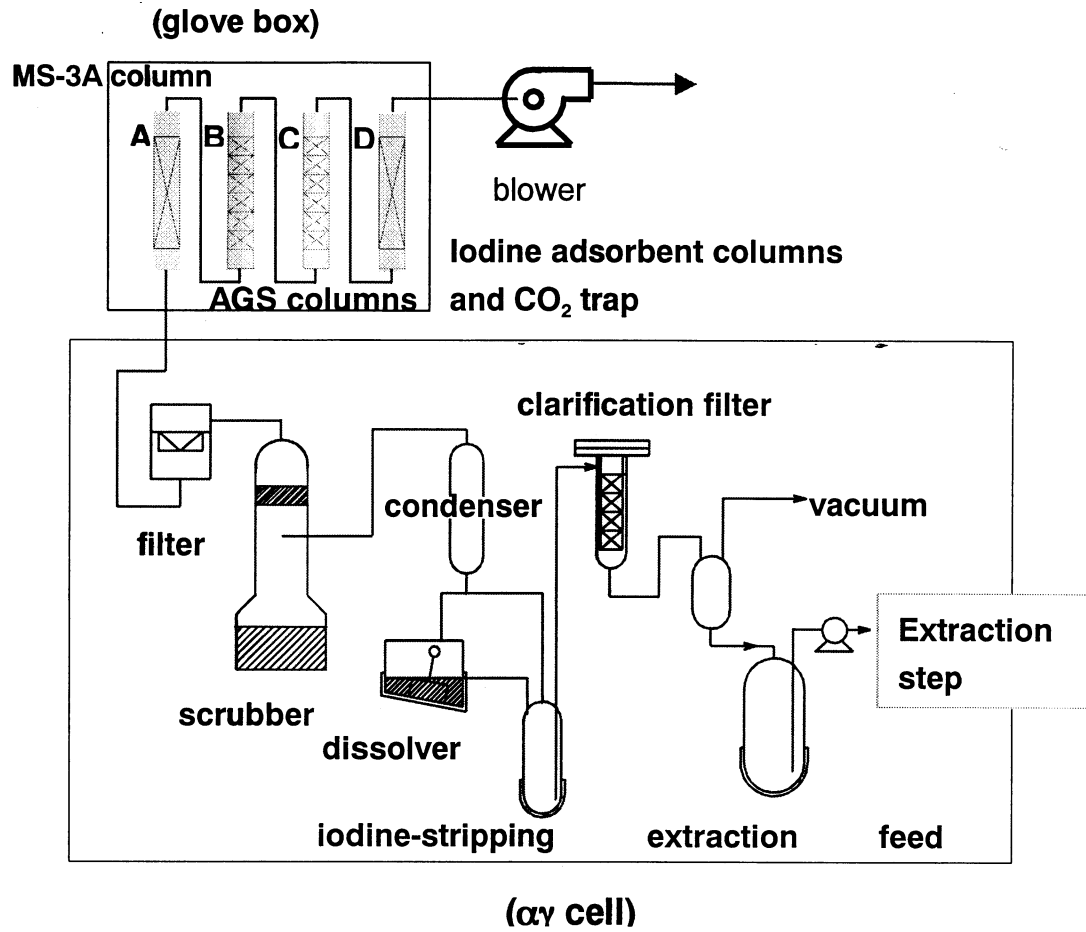 (glove box)
MS-3A column
A B C D
blower
Iodine adsorbent columns
and CO₂ trap
AGS columns
clarification filter
condenser
vacuum
filter
Extraction
step
scrubber
dissolver
iodine-stripping
extraction feed
(αγ cell)